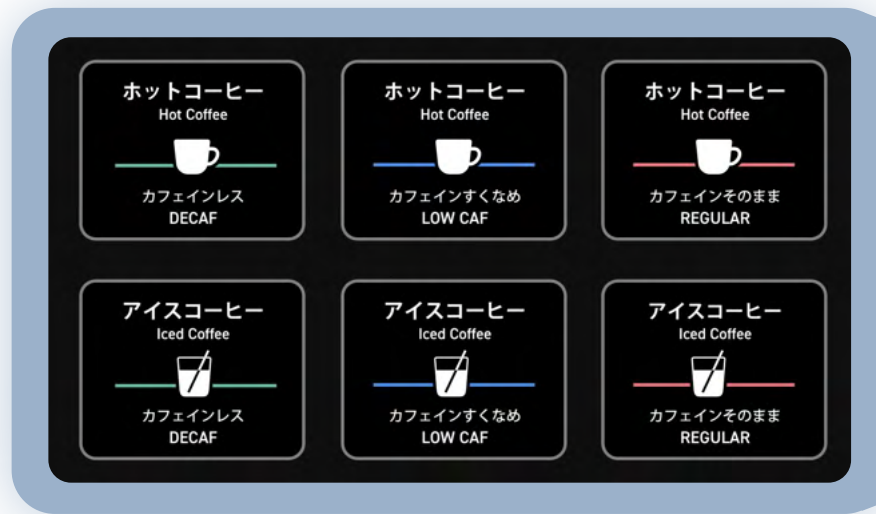 ホットコーヒー
Hot Coffee
カフェインレス
DECAF
ホットコーヒー
Hot Coffee
カフェインすくなめ
LOW CAF
ホットコーヒー
Hot Coffee
カフェインそのまま
REGULAR
アイスコーヒー
Iced Coffee
カフェインレス
DECAF
アイスコーヒー
Iced Coffee
カフェインすくなめ
LOW CAF
アイスコーヒー
Iced Coffee
カフェインそのまま
REGULAR